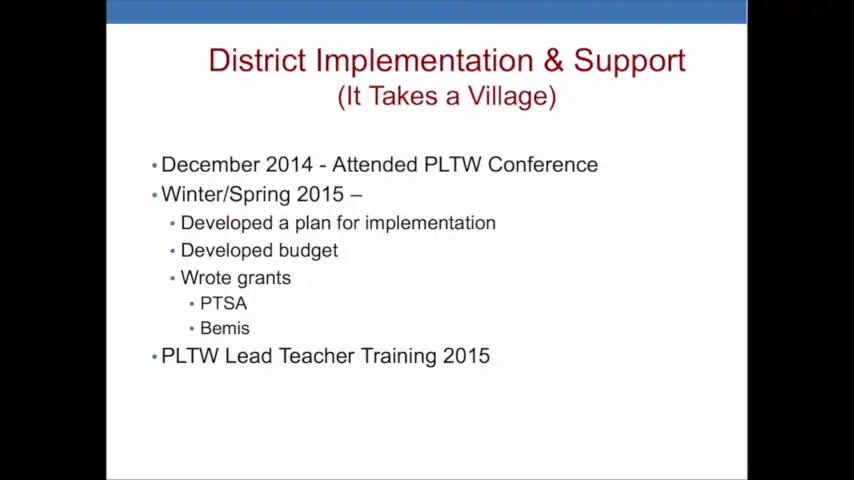 District Implementation & Support
(It Takes a Village)
• December 2014 - Attended PLTW Conference
• Winter/Spring 2015 –
• Developed a plan for implementation
• Developed budget
• Wrote grants
• PTSA
• Bemis
• PLTW Lead Teacher Training 2015